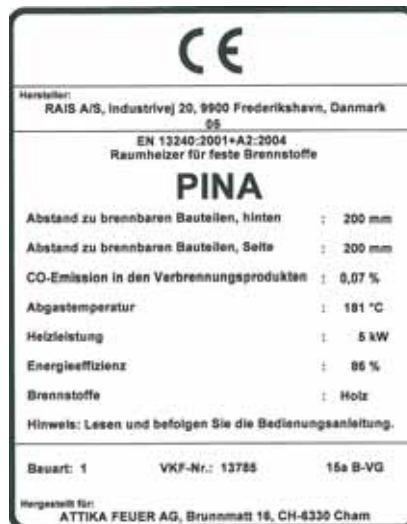 CE
Hersteller:
RAIS A/S, Industrivej 20, 9900 Frederikshavn, Danmark
05
EN 13240:2001+A2:2004
Raumheizer für feste Brennstoffe
PINA
Abstand zu brennbaren Bauteilen, hinten : 200 mm
Abstand zu brennbaren Bauteilen, Seite : 200 mm
CO-Emission in den Verbrennungsprodukten : 0,07 %
Abgastemperatur : 181 °C
Heizleistung : 5 kW
Energieeffizienz : 86 %
Brennstoffe : Holz
Hinweis: Lesen und befolgen Sie die Bedienungsanleitung.
Bauart: 1 VKF-Nr.: 13785 15a B-VG
Hergestellt für:
ATTIKA FEUER AG, Brunnmatt 16, CH-6330 Cham